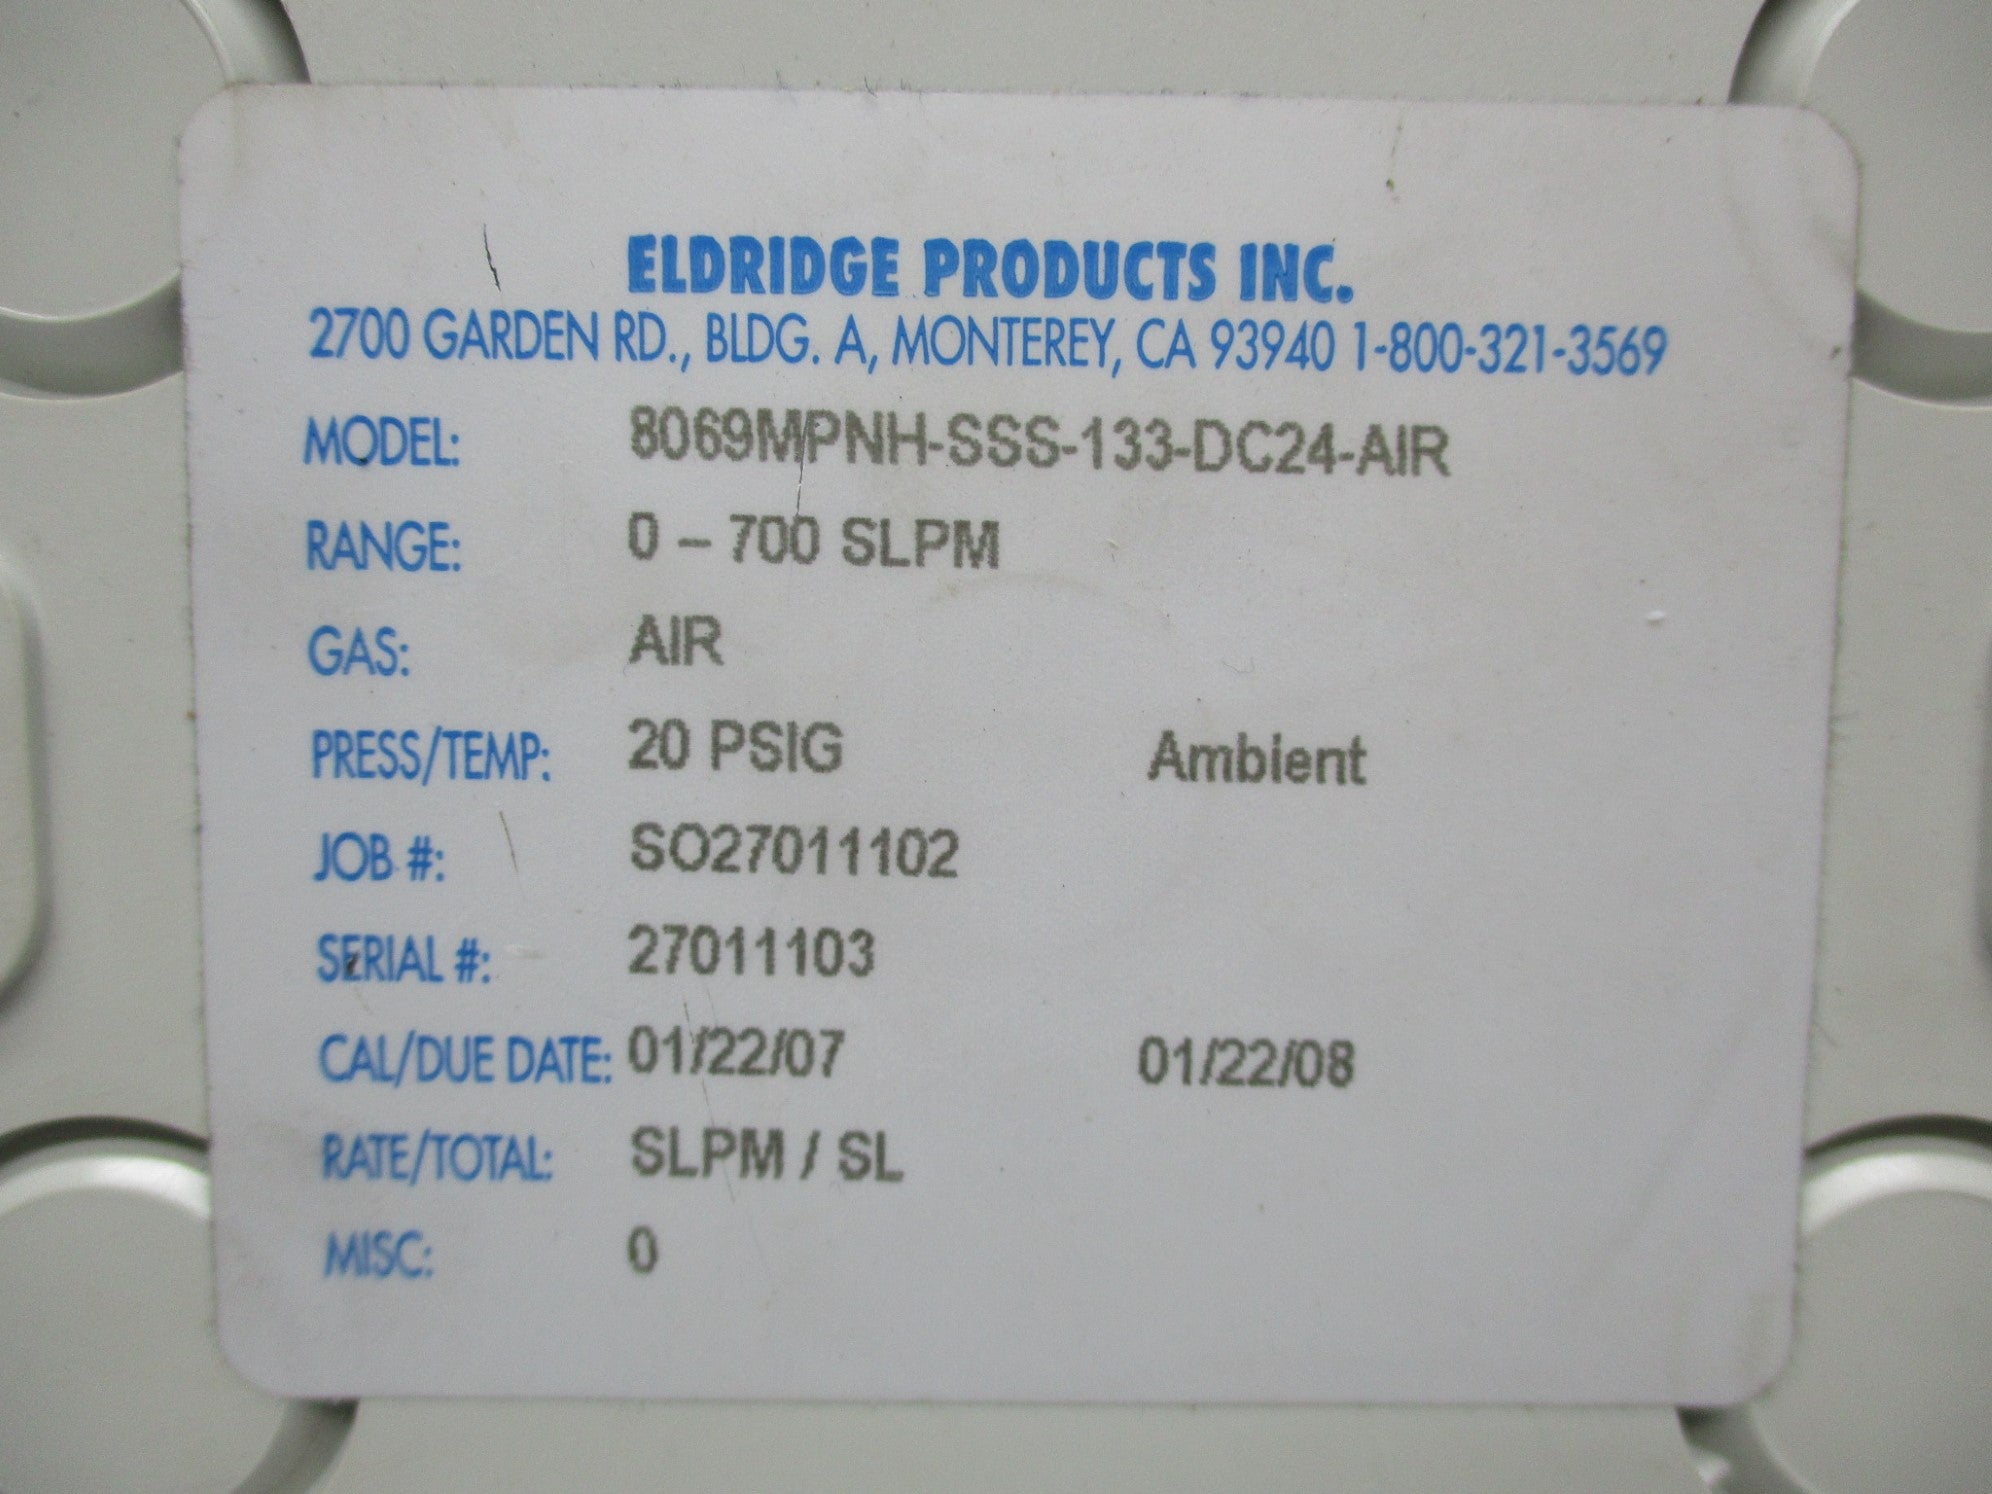 ELDRIDGE PRODUCTS INC.
2700 GARDEN RD., BLDG. A, MONTEREY, CA 93940 1-800-321-3569
MODEL: 8069MPNH-SSS-133-DC24-AIR
RANGE: 0 – 700 SLPM
GAS: AIR
PRESS/TEMP: 20 PSIG Ambient
JOB #: SO27011102
SERIAL #: 27011103
CAL/DUE DATE: 01/22/07 01/22/08
RATE/TOTAL: SLPM / SL
MISC: 0